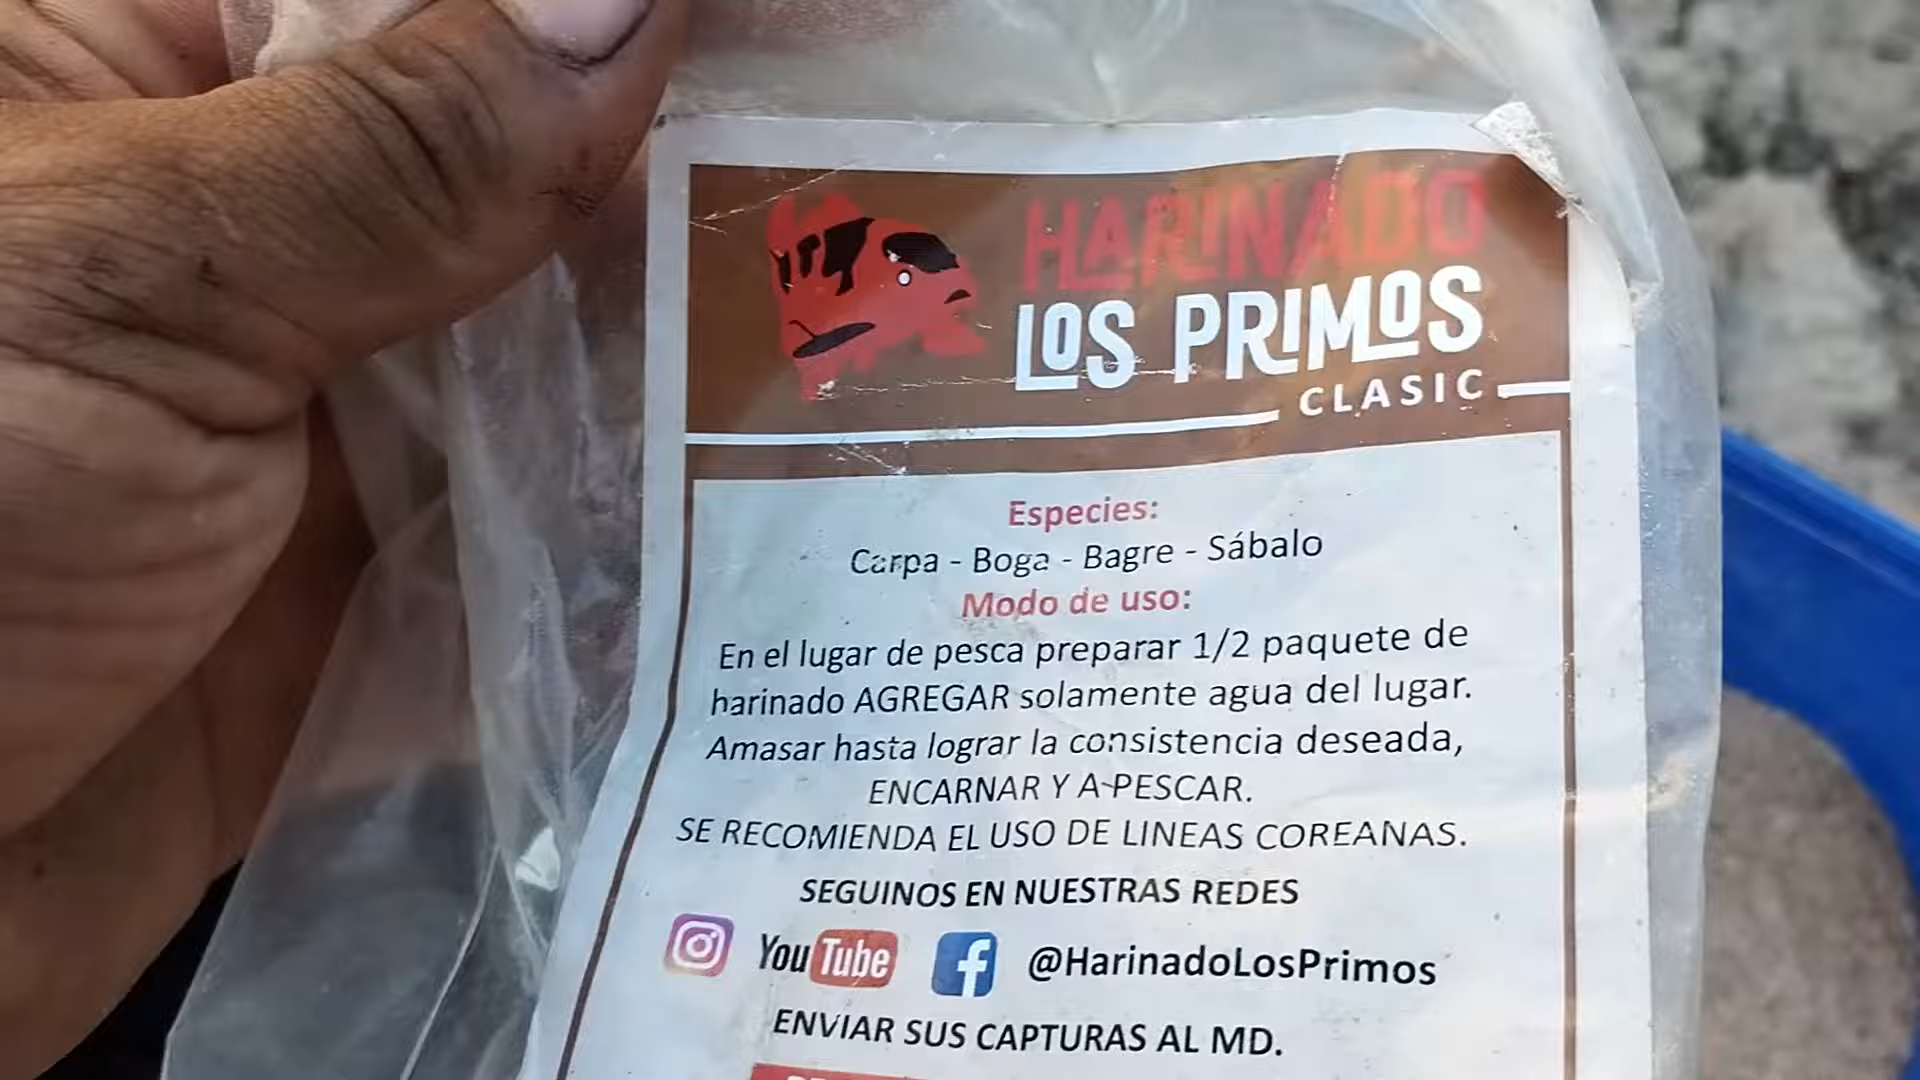 HARINADO
LOS PRIMOS
CLASIC
Especies:
Carpa - Boga - Bagre - Sábalo
Modo de uso:
En el lugar de pesca preparar 1/2 paquete de
harinado AGREGAR solamente agua del lugar.
Amasar hasta lograr la consistencia deseada,
ENCARNAR Y A PESCAR.
SE RECOMIENDA EL USO DE LINEAS COREANAS.
SEGUINOS EN NUESTRAS REDES
YouTube f @HarinadoLosPrimos
ENVIAR SUS CAPTURAS AL MD.